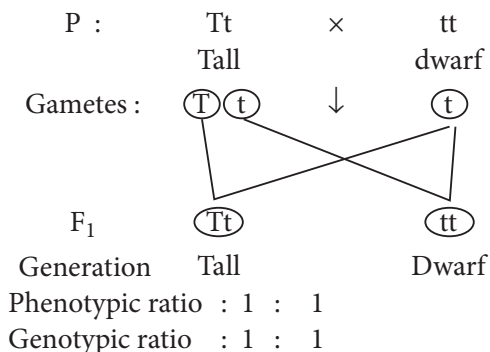 P : Tt × tt
Tall dwarf
Gametes : T t ↓ t
F₁ Tt tt
Generation Tall Dwarf
Phenotypic ratio : 1 : 1
Genotypic ratio : 1 : 1